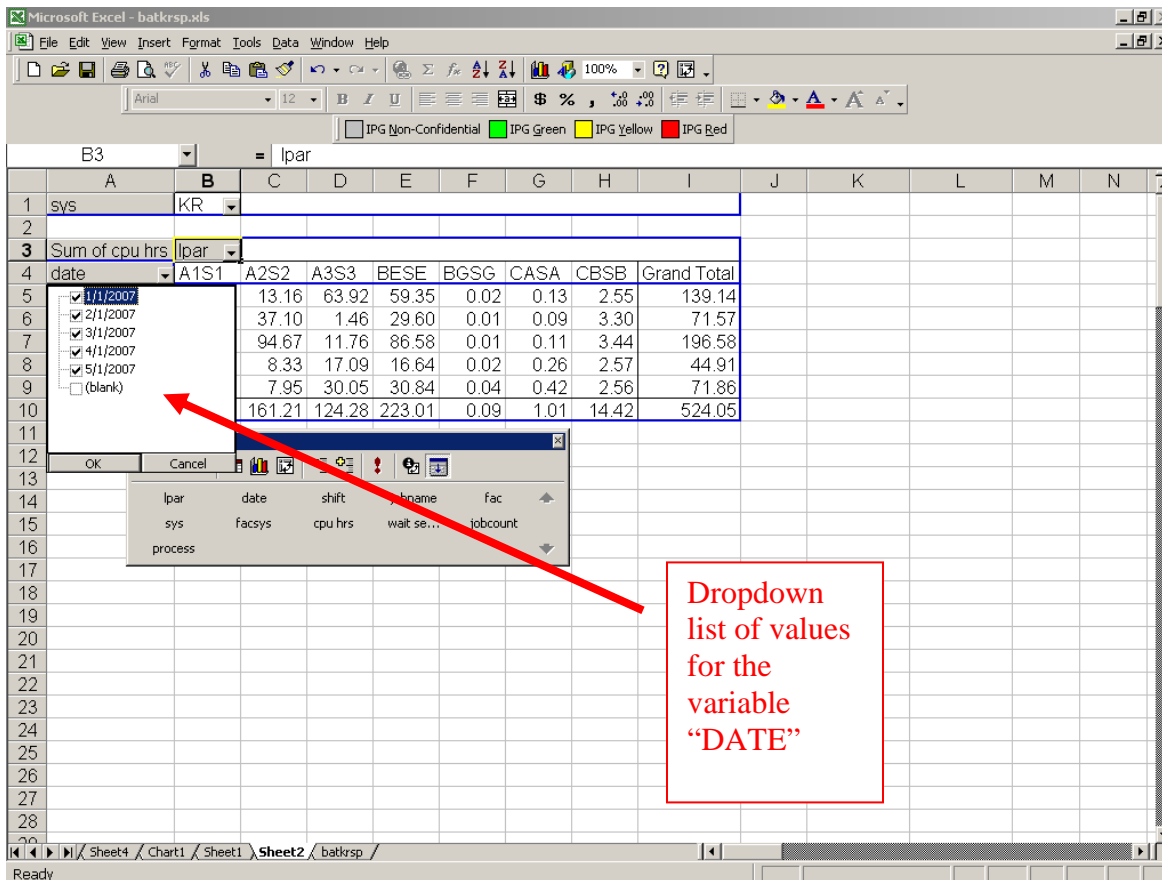 Microsoft Excel - batkrsp.xls
File Edit View Insert Format Tools Data Window Help
100%
Arial 12 B I U $ % ,
IPG Non-Confidential IPG Green IPG Yellow IPG Red
B3 = lpar
A B C D E F G H I J K L M N
1 sys KR
2
3 Sum of cpu hrs lpar
4 date A1S1 A2S2 A3S3 BESE BGSG CASA CBSB Grand Total
5 1/1/2007 13.16 63.92 59.35 0.02 0.13 2.55 139.14
6 2/1/2007 37.10 1.46 29.60 0.01 0.09 3.30 71.57
7 3/1/2007 94.67 11.76 86.58 0.01 0.11 3.44 196.58
8 4/1/2007 8.33 17.09 16.64 0.02 0.26 2.57 44.91
5/1/2007
9 (blank) 7.95 30.05 30.84 0.04 0.42 2.56 71.86
10 161.21 124.28 223.01 0.09 1.01 14.42 524.05
11
12 OK Cancel
13
14 lpar date shift fac
15 sys facsys cpu hrs wait se... jobcount
16 process
17
18
19
20
21
22
23
24
25
26
27
28
Dropdown
list of values
for the
variable
“DATE”
Sheet4 Chart1 Sheet1 Sheet2 batkrsp
Ready